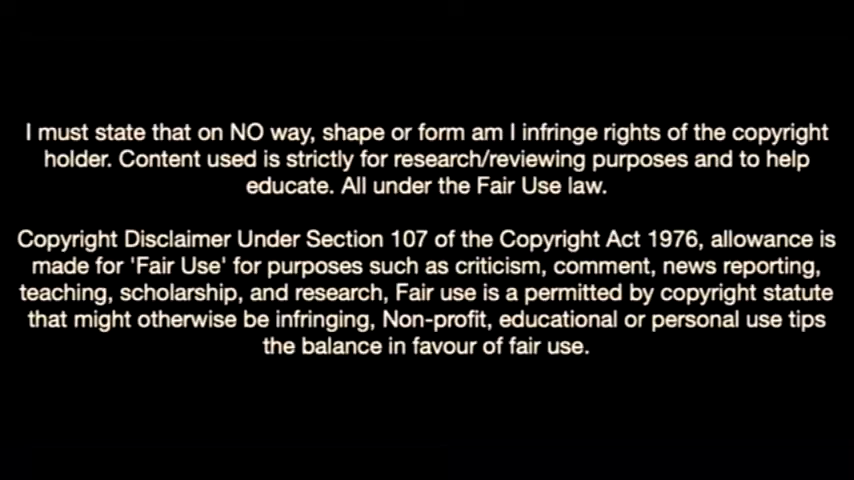 I must state that on NO way, shape or form am I infringe rights of the copyright
holder. Content used is strictly for research/reviewing purposes and to help
educate. All under the Fair Use law.
Copyright Disclaimer Under Section 107 of the Copyright Act 1976, allowance is
made for 'Fair Use' for purposes such as criticism, comment, news reporting,
teaching, scholarship, and research, Fair use is a permitted by copyright statute
that might otherwise be infringing, Non-profit, educational or personal use tips
the balance in favour of fair use.